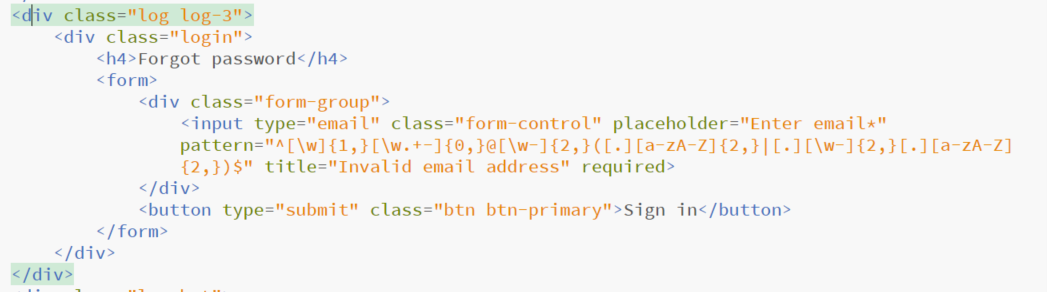 <div class="log log-3">
<div class="login">
<h4>Forgot password</h4>
<form>
<div class="form-group">
<input type="email" class="form-control" placeholder="Enter email*"
pattern="^[\w]{1,}[\w.+-]{0,}@[\w-]{2,}([.][a-zA-Z]{2,}|[.][\w-]{2,}[.][a-zA-Z]
{2,})$" title="Invalid email address" required>
</div>
<button type="submit" class="btn btn-primary">Sign in</button>
</form>
</div>
</div>